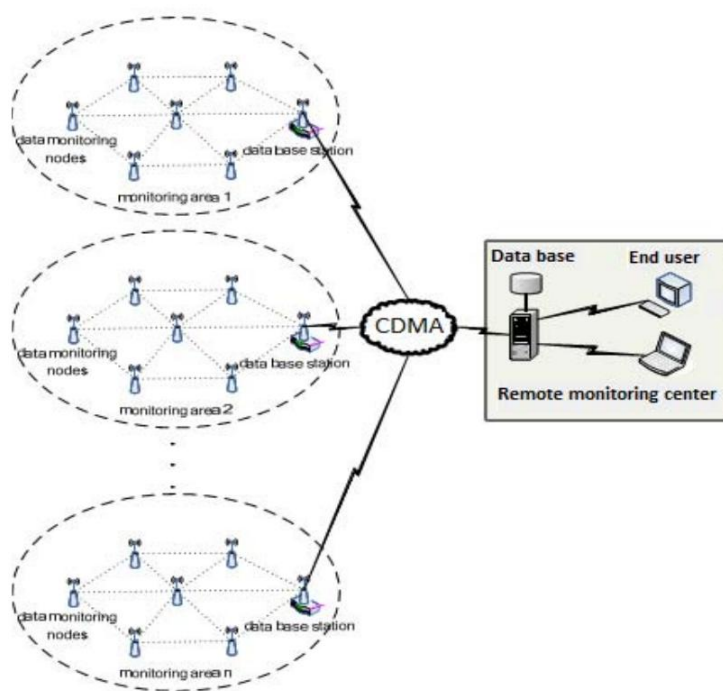 data monitoring
nodes
data base station
monitoring area 1
data monitoring
nodes
data base station
monitoring area 2
data monitoring
nodes
data base station
monitoring area n
CDMA
Data base
End user
Remote monitoring center